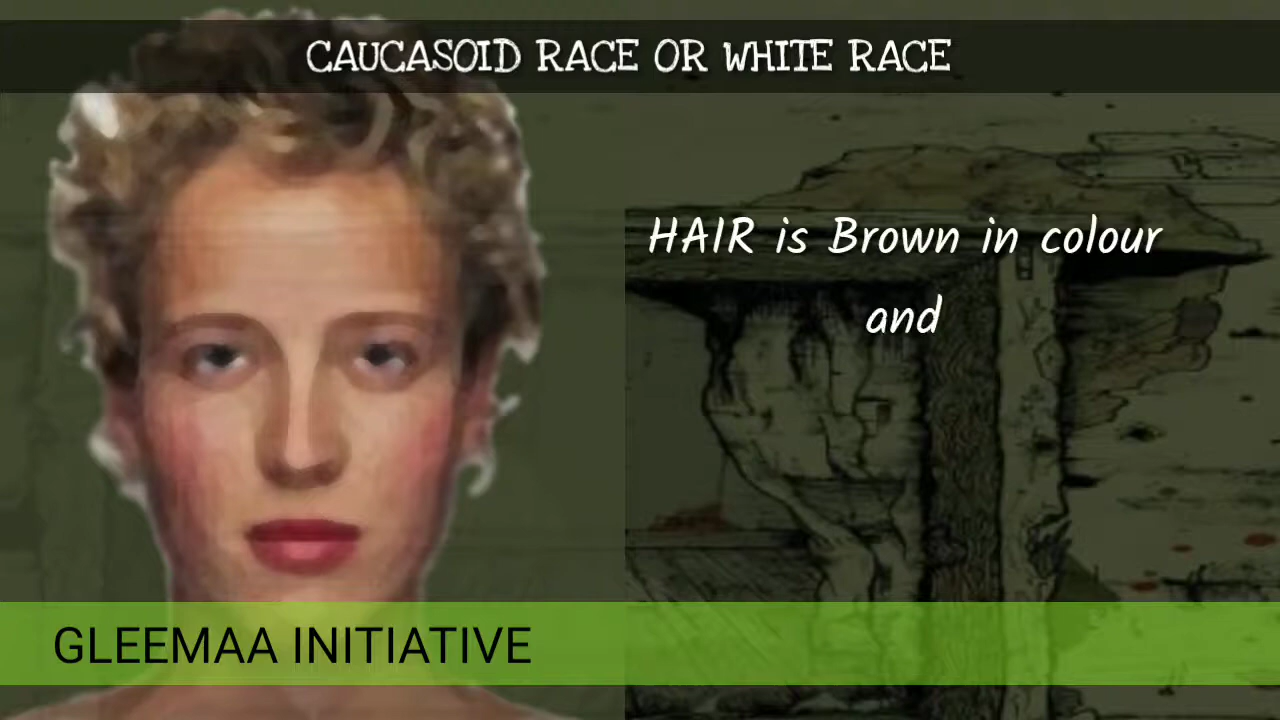 CAUCASOID RACE OR WHITE RACE
HAIR is Brown in colour
and
GLEEMAA INITIATIVE